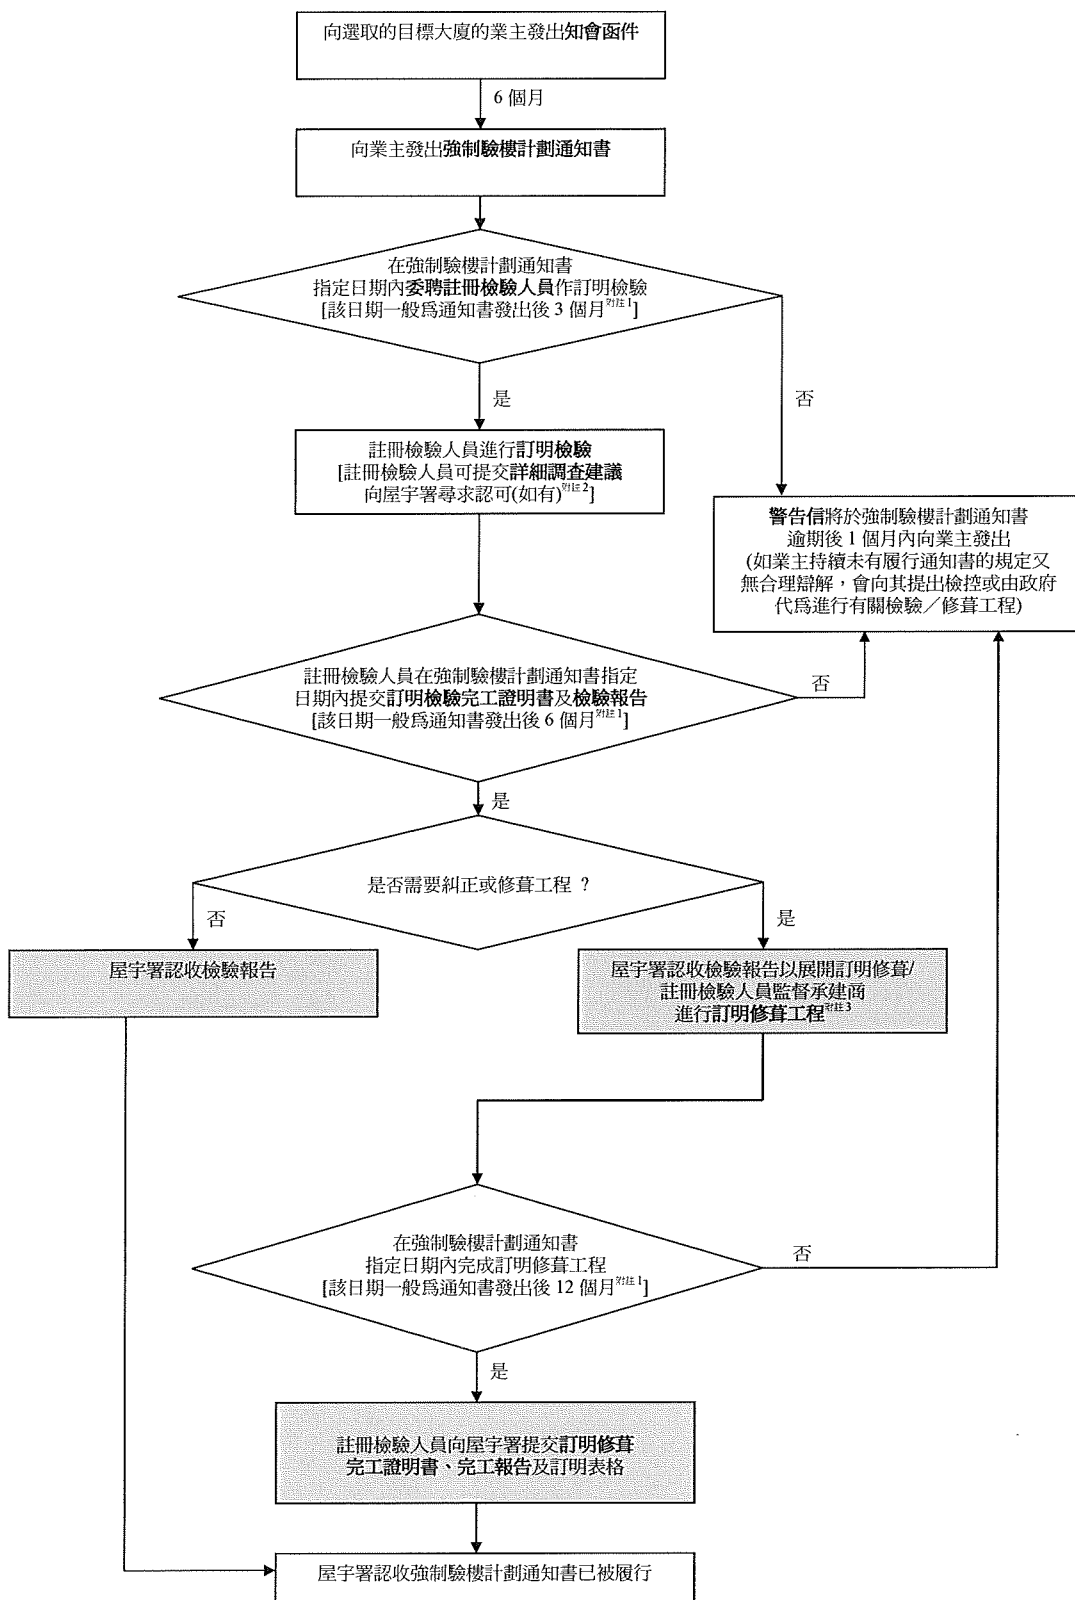 向選取的目標大廈的業主發出知會函件
6 個月
向業主發出強制驗樓計劃通知書
在強制驗樓計劃通知書
指定日期內委聘註冊檢驗人員作訂明檢驗
[該日期一般爲通知書發出後 3 個月附註1]
是
否
註冊檢驗人員進行訂明檢驗
[註冊檢驗人員可提交詳細調查建議
向屋宇署尋求認可(如有)附註2]
警告信將於強制驗樓計劃通知書
逾期後 1 個月內向業主發出
(如業主持續未有履行通知書的規定又
無合理辯解，會向其提出檢控或由政府
代爲進行有關檢驗／修葺工程)
註冊檢驗人員在強制驗樓計劃通知書指定
日期內提交訂明檢驗完工證明書及檢驗報告
[該日期一般爲通知書發出後 6 個月附註1]
否
是
是否需要糾正或修葺工程 ?
否
是
屋宇署認收檢驗報告
屋宇署認收檢驗報告以展開訂明修葺/
註冊檢驗人員監督承建商
進行訂明修葺工程附註3
在強制驗樓計劃通知書
指定日期內完成訂明修葺工程
[該日期一般爲通知書發出後 12 個月附註1]
否
是
註冊檢驗人員向屋宇署提交訂明修葺
完工證明書、完工報告及訂明表格
屋宇署認收強制驗樓計劃通知書已被履行